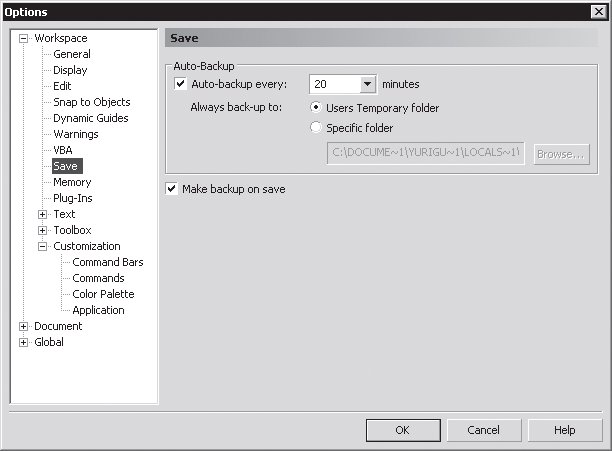 Options
Workspace
General
Display
Edit
Snap to Objects
Dynamic Guides
Warnings
VBA
Save
Memory
Plug-Ins
Text
Toolbox
Customization
Command Bars
Commands
Color Palette
Application
Document
Global
Save
Auto-Backup
Auto-backup every: 20 minutes
Always back-up to: Users Temporary folder
Specific folder
C:\DOCUME~1\YURIGU~1\LOCALS~1\ Browse...
Make backup on save
OK Cancel Help